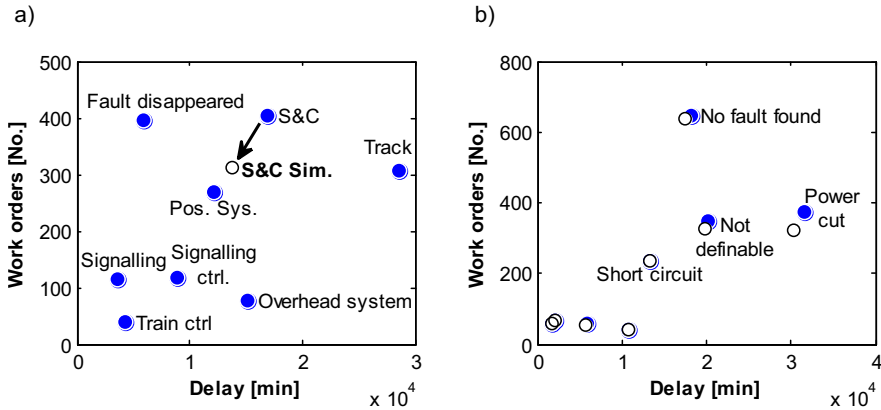 a)
500
400
300
200
100
0
Work orders [No.]
Fault disappeared
S&C
S&C Sim.
Track
Pos. Sys.
Signalling
Signalling
ctrl.
Overhead system
Train ctrl
0
1
2
3
Delay [min]
x 10^4
b)
800
600
400
200
0
Work orders [No.]
No fault found
Power
cut
Not
definable
Short circuit
0
1
2
3
4
Delay [min]
x 10^4